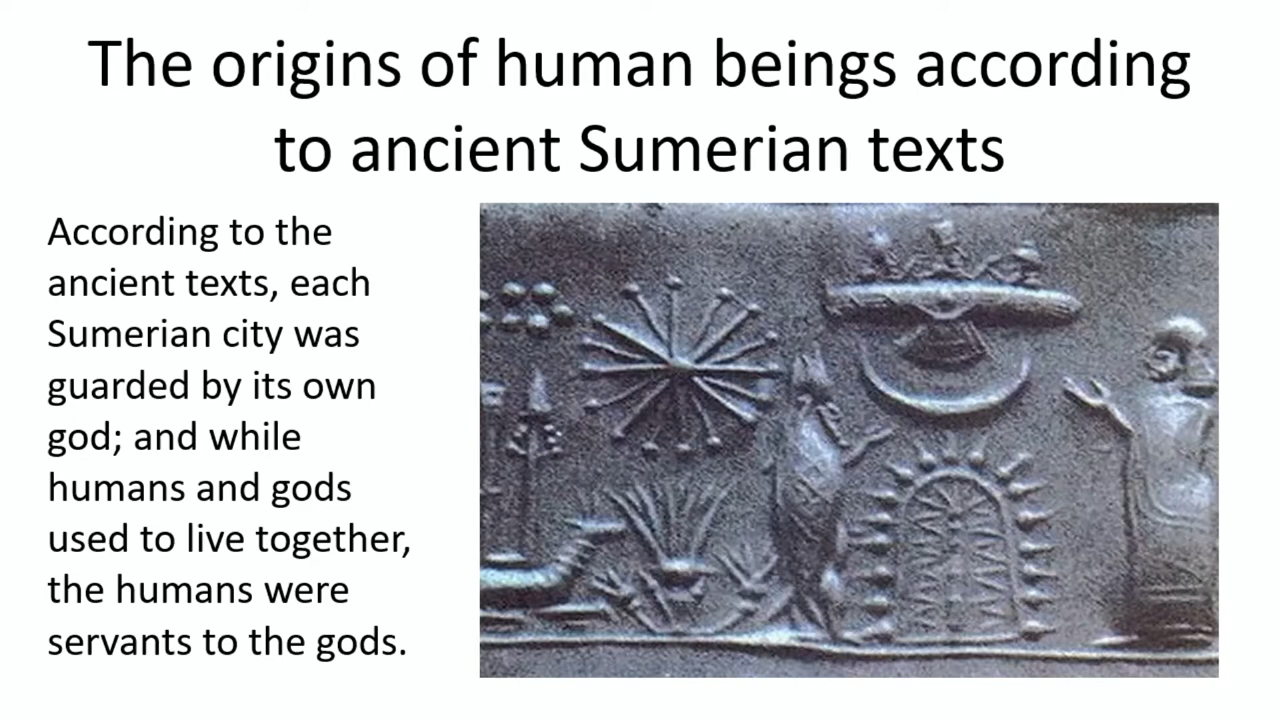 The origins of human beings according
to ancient Sumerian texts
According to the
ancient texts, each
Sumerian city was
guarded by its own
god; and while
humans and gods
used to live together,
the humans were
servants to the gods.